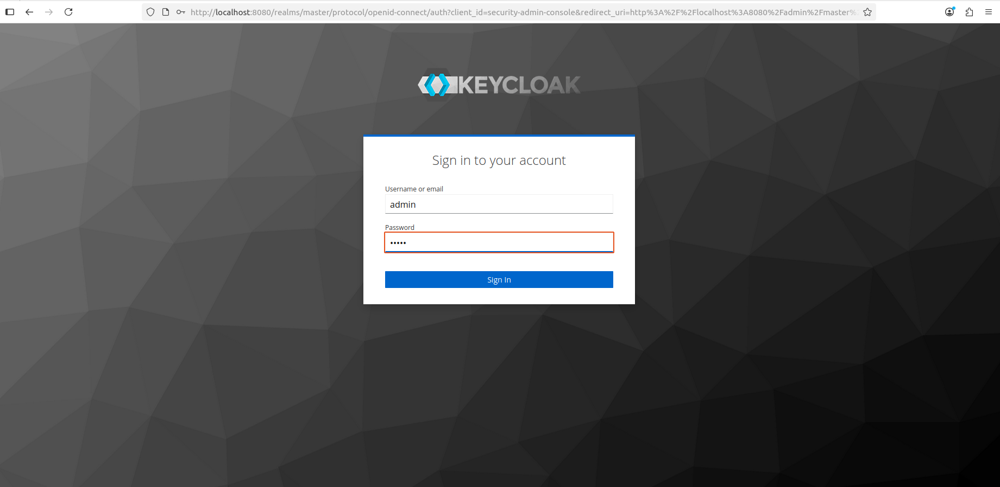 http://localhost:8080/realms/master/protocol/openid-connect/auth?client_id=security-admin-console&redirect_uri=http%3A%2F%2Flocalhost%3A8080%2Fadmin%2Fmaster%
KEYCLOAK
Sign in to your account
Username or email
admin
Password
•••••
Sign In